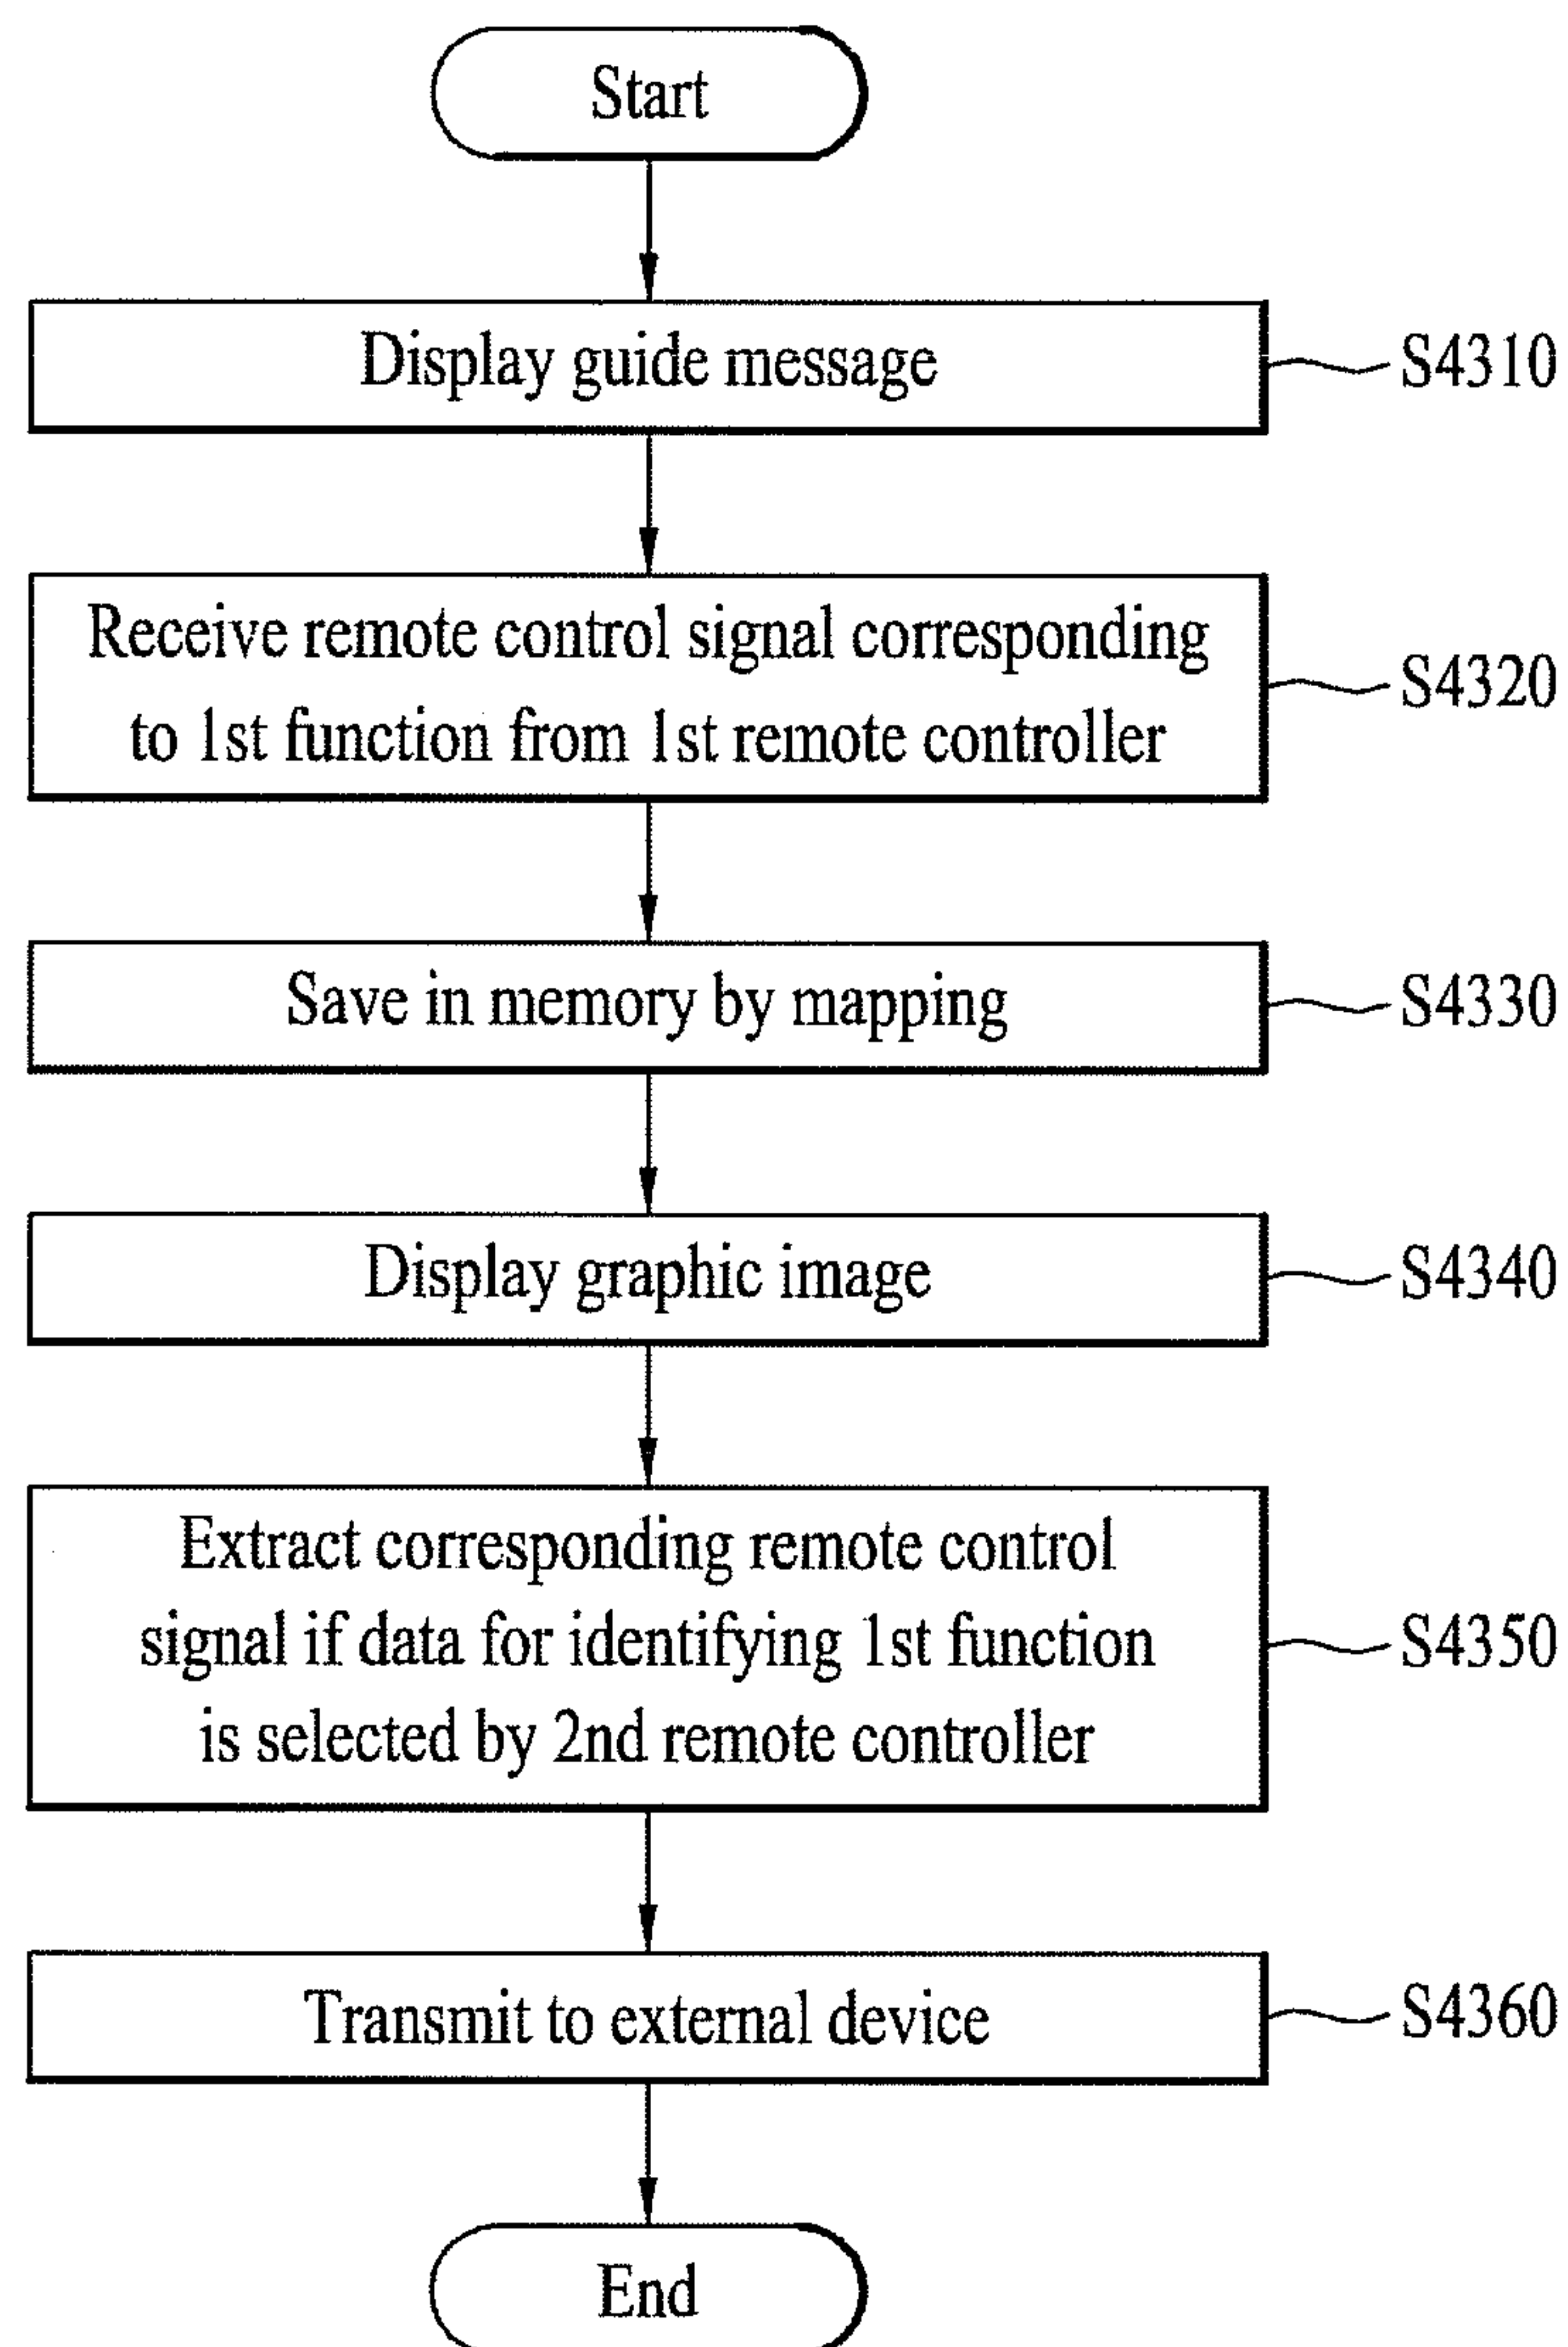 Start
Display guide message
S4310
Receive remote control signal corresponding
to 1st function from 1st remote controller
S4320
Save in memory by mapping
S4330
Display graphic image
S4340
Extract corresponding remote control
signal if data for identifying 1st function
is selected by 2nd remote controller
S4350
Transmit to external device
S4360
End